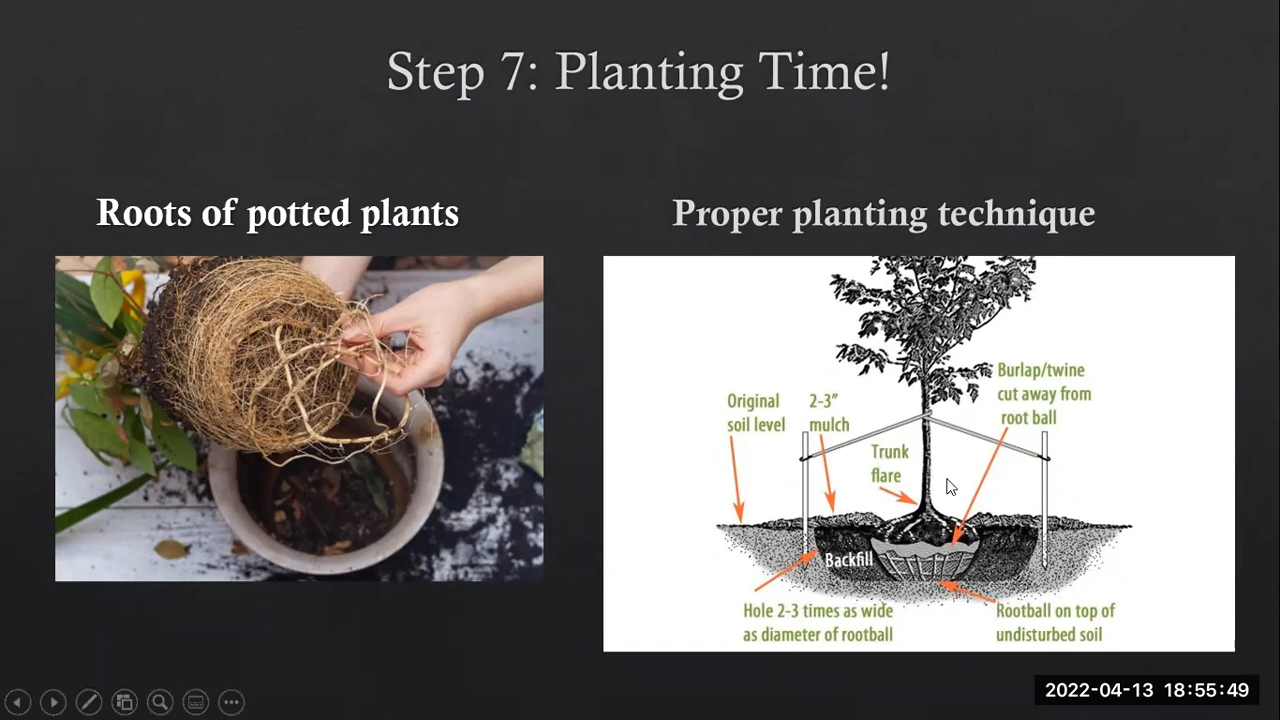 Step 7: Planting Time!
Roots of potted plants
Proper planting technique
Original
soil level
2-3”
mulch
Trunk
flare
Burlap/twine
cut away from
root ball
Backfill
Hole 2-3 times as wide
as diameter of rootball
Rootball on top of
undisturbed soil
2022-04-13 18:55:49